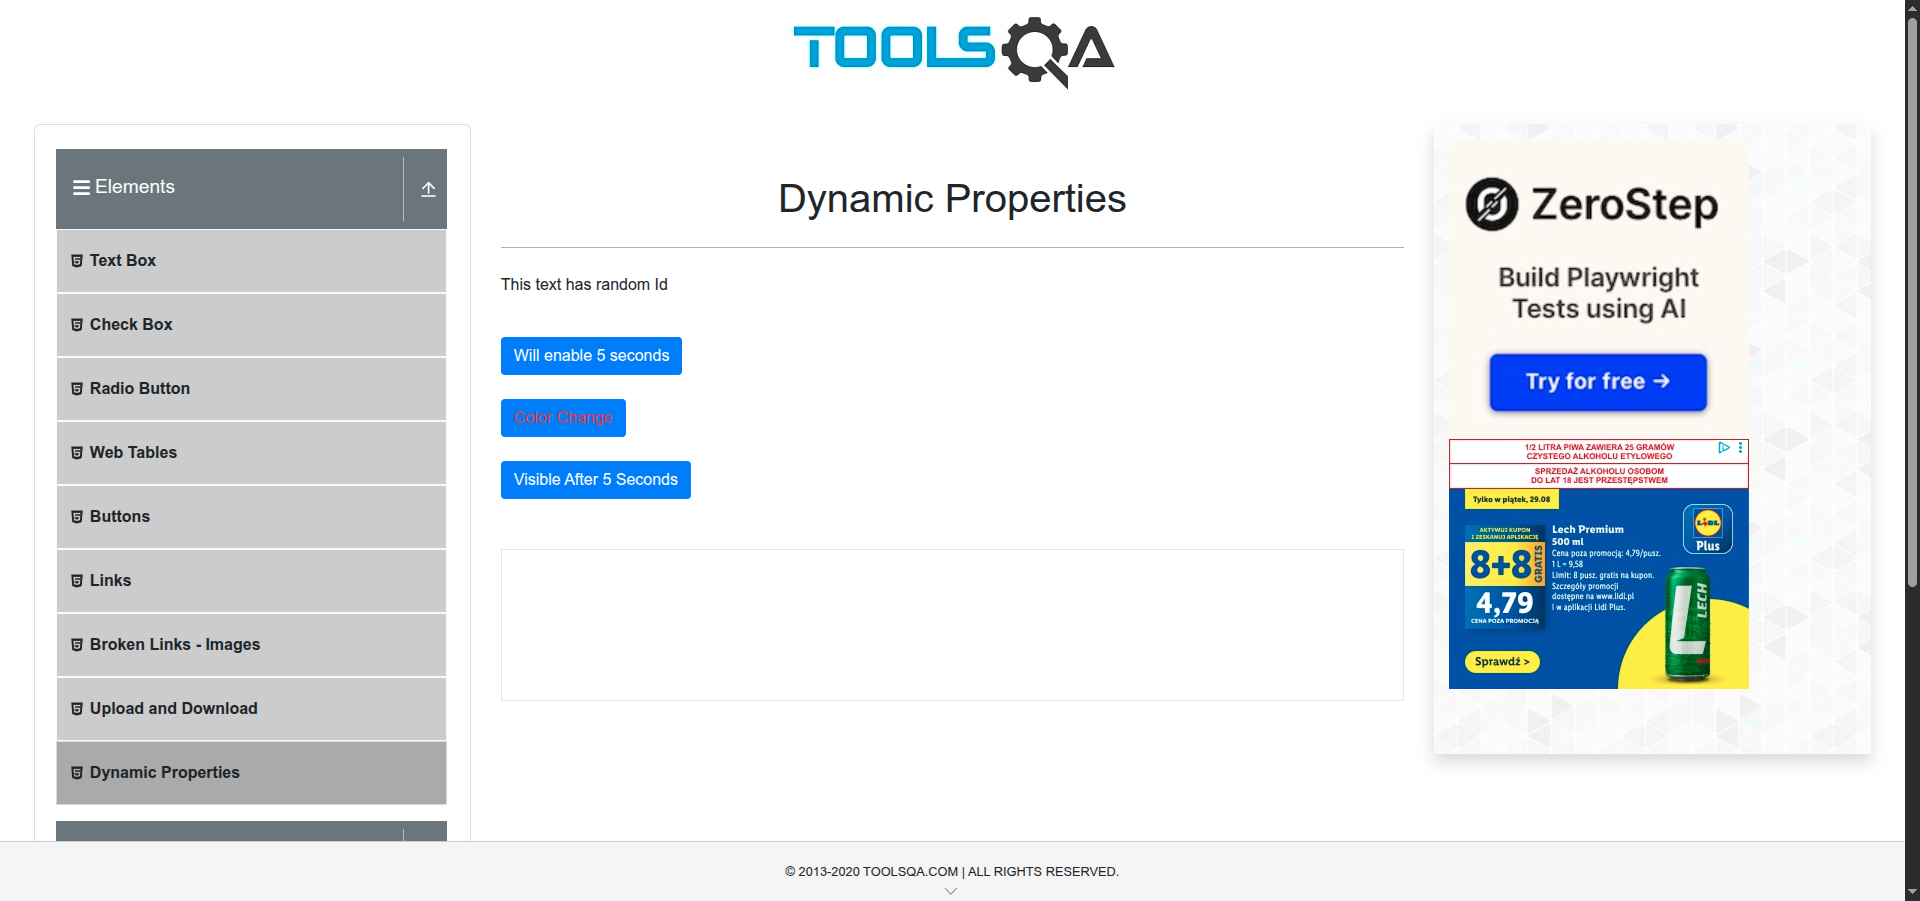 TOOLSQA
Elements
Text Box
Check Box
Radio Button
Web Tables
Buttons
Links
Broken Links - Images
Upload and Download
Dynamic Properties
Dynamic Properties
This text has random Id
Will enable 5 seconds
Color Change
Visible After 5 Seconds
ZeroStep
Build Playwright
Tests using AI
Try for free →
1/2 LITRA PIWA ZAWIERA 25 GRAMÓW
CZYSTEGO ALKOHOLU ETYLOWEGO
SPRZEDAŻ ALKOHOLU OSOBOM
DO LAT 18 JEST PRZESTĘPSTWEM
Tylko w piątek, 29.08
AKTYWUJ KUPON
I ZESKANUJ APLIKACJĘ
8+8
GRATIS
4,79
CENA POZA PROMOCJĄ
Lech Premium
500 ml
Cena poza promocją: 4,79/pusz.
1 L = 9,58
Limit: 8 pusz. gratis na kupon.
Szczegóły promocji
dostępne na www.lidl.pl
i w aplikacji Lidl Plus.
LIDL
Plus
L
LECH
Sprawdź >
© 2013-2020 TOOLSQA.COM | ALL RIGHTS RESERVED.